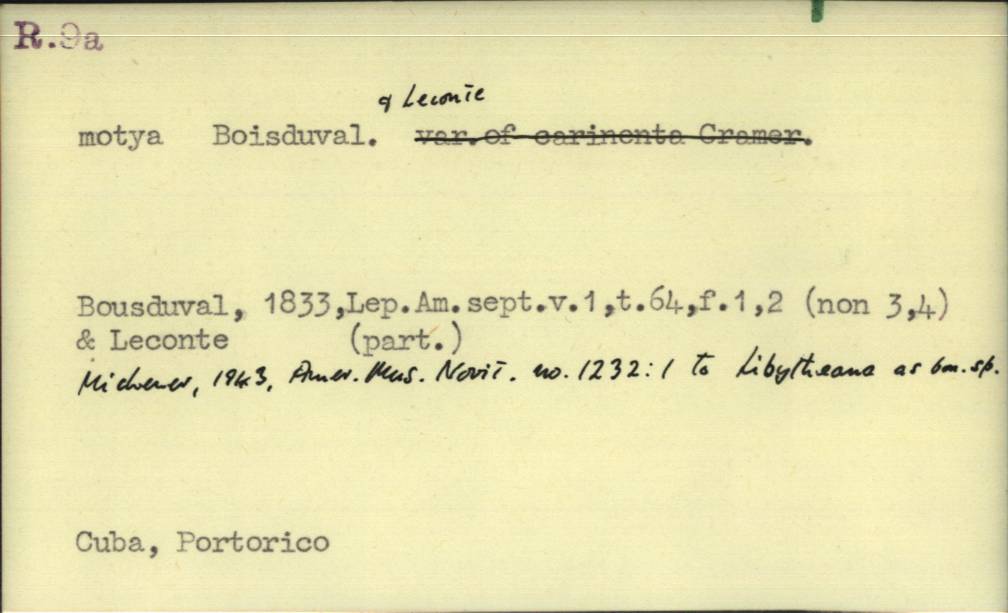 R.9a
& Leconte
motya Boisduval. var.of carinenta Cramer.
Bousduval, 1833,Lep.Am.sept.v.1,t.64,f.1,2 (non 3,4)
& Leconte (part.)
Michener, 1943, Amer. Mus. Novit. no. 1232:1 to Libytheana as bon. sp.
Cuba, Portorico